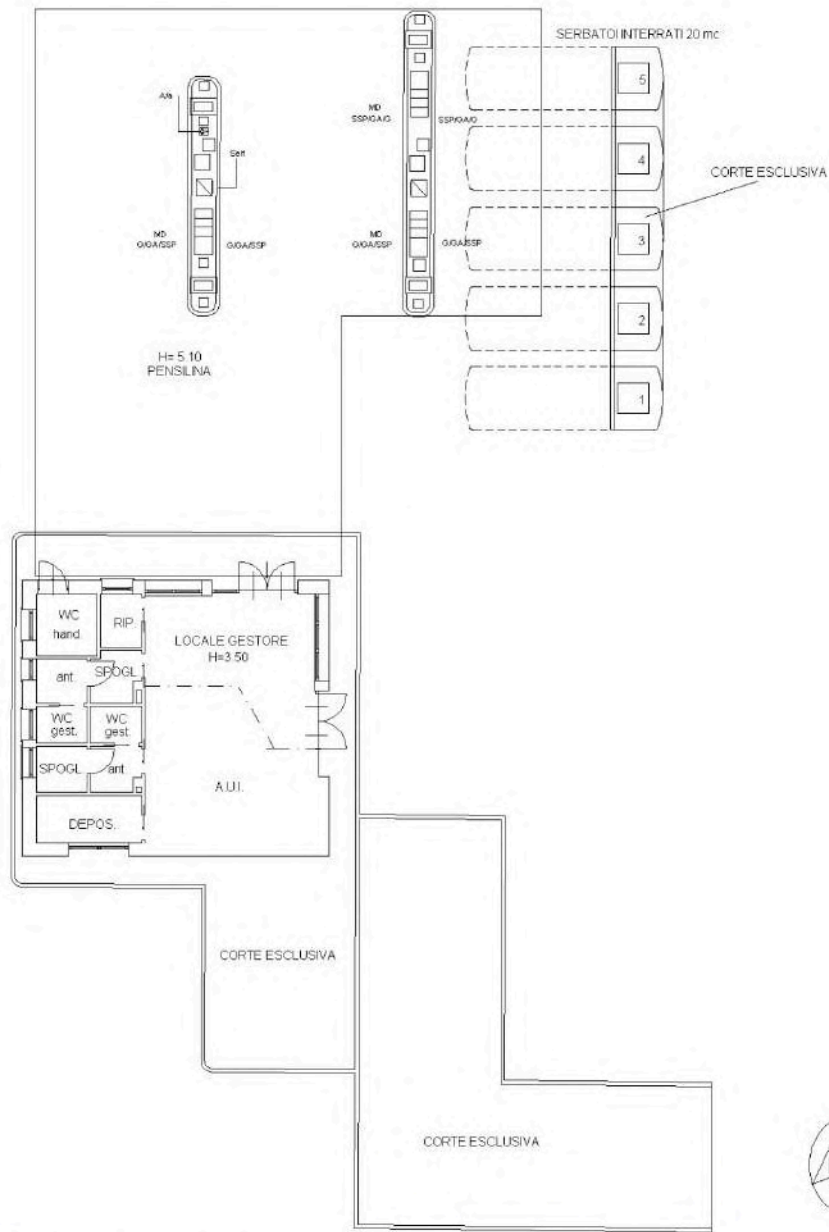 SERBATOI INTERRATI 20 mc
5
A/a
MD
SSP/GA/G
SSP/GA/G
4
Self
CORTE ESCLUSIVA
3
MD
G/GA/SSP
G/GA/SSP
MD
G/GA/SSP
G/GA/SSP
2
H= 5.10
PENSILINA
1
WC
hand.
RIP.
LOCALE GESTORE
H=3.50
ant.
SPOGL.
WC
gest.
WC
gest
SPOGL
ant
A.U.I.
DEPOS.
CORTE ESCLUSIVA
CORTE ESCLUSIVA